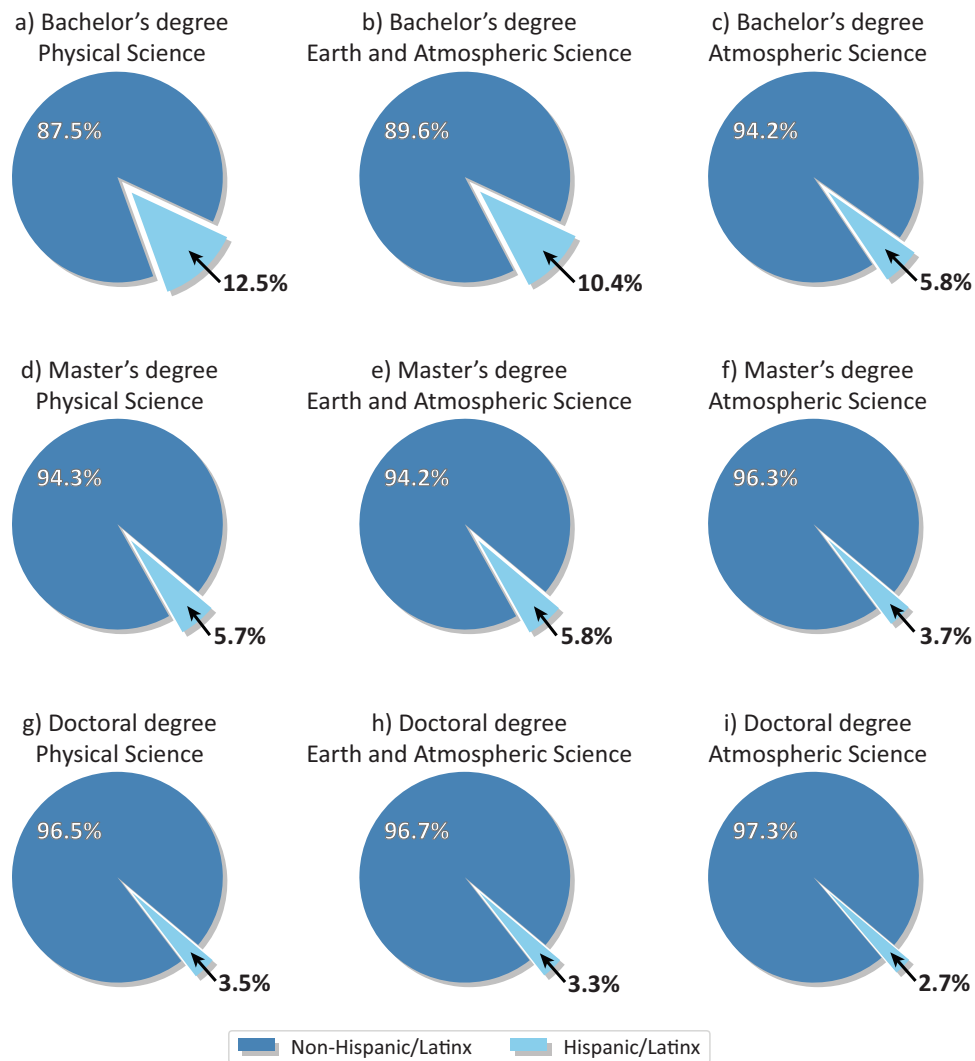 a) Bachelor’s degree
Physical Science
b) Bachelor’s degree
Earth and Atmospheric Science
c) Bachelor’s degree
Atmospheric Science
87.5%
12.5%
89.6%
10.4%
94.2%
5.8%
d) Master’s degree
Physical Science
e) Master’s degree
Earth and Atmospheric Science
f) Master’s degree
Atmospheric Science
94.3%
5.7%
94.2%
5.8%
96.3%
3.7%
g) Doctoral degree
Physical Science
h) Doctoral degree
Earth and Atmospheric Science
i) Doctoral degree
Atmospheric Science
96.5%
3.5%
96.7%
3.3%
97.3%
2.7%
Non-Hispanic/Latinx
Hispanic/Latinx